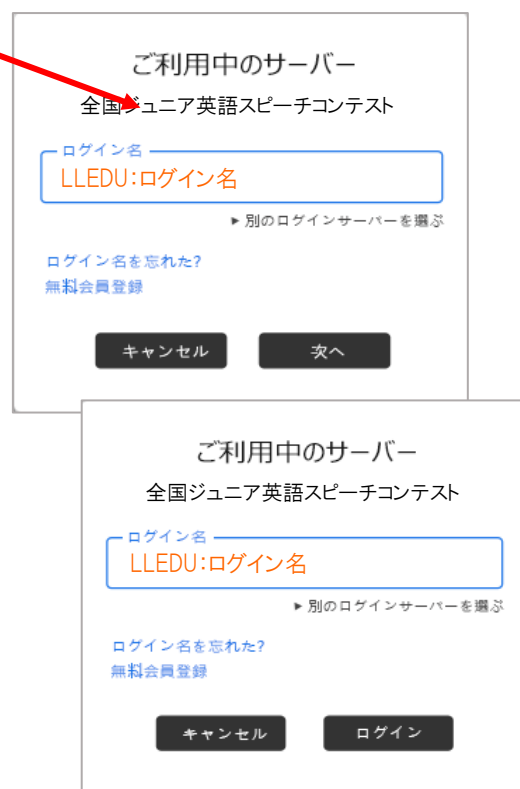 ご利用中のサーバー
全国ジュニア英語スピーチコンテスト
ログイン名
LLEDU:ログイン名
▶ 別のログインサーバーを選ぶ
ログイン名を忘れた?
無料会員登録
キャンセル 次へ
ご利用中のサーバー
全国ジュニア英語スピーチコンテスト
ログイン名
LLEDU:ログイン名
▶ 別のログインサーバーを選ぶ
ログイン名を忘れた?
無料会員登録
キャンセル ログイン